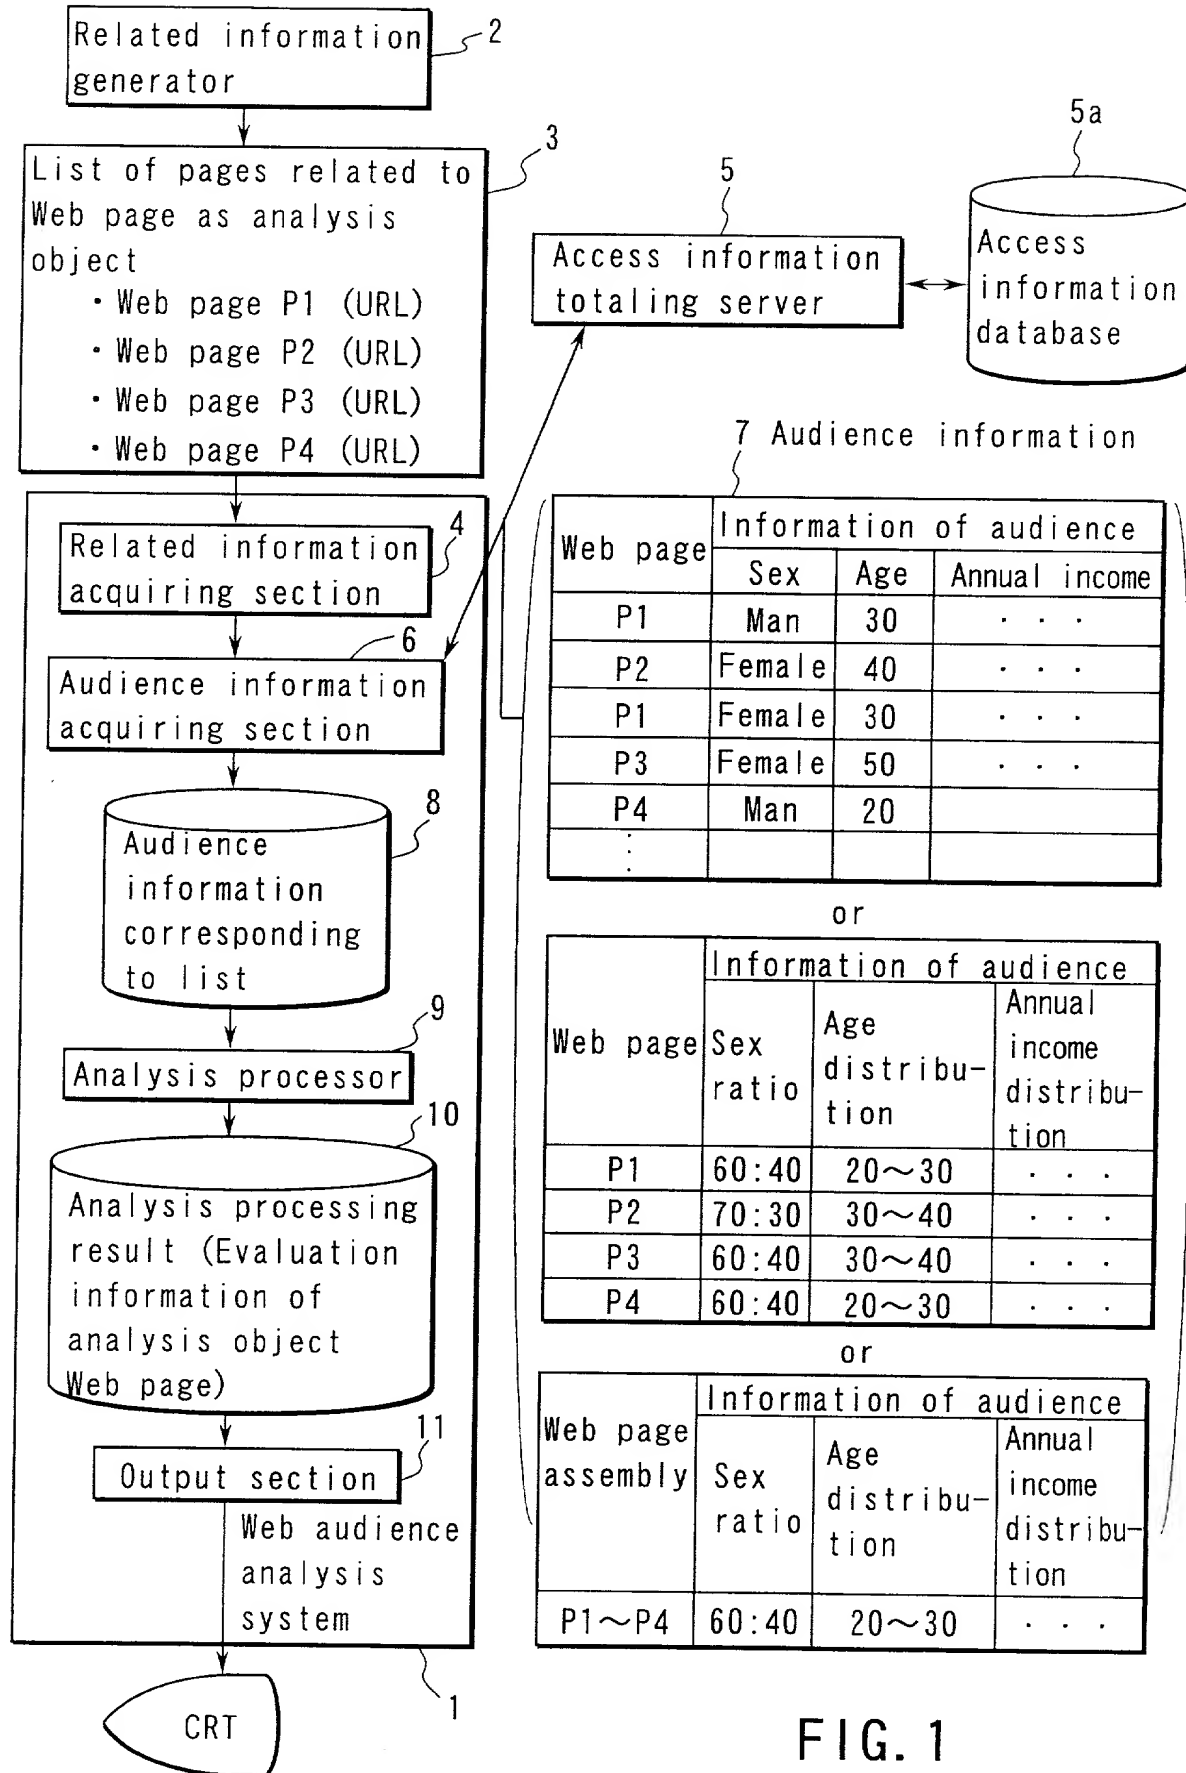 Related information
generator
2
List of pages related to
Web page as analysis
object
・Web page P1 (URL)
・Web page P2 (URL)
・Web page P3 (URL)
・Web page P4 (URL)
3
5
Access information
totaling server
5a
Access
information
database
Related information
acquiring section
4
Audience information
acquiring section
6
Audience
information
corresponding
to list
8
Analysis processor
9
Analysis processing
result (Evaluation
information of
analysis object
Web page)
10
Output section
11
Web audience
analysis
system
1
CRT
7 Audience information
Web page
Information of audience
Sex Age Annual income
P1 Man 30 ・・・
P2 Female 40 ・・・
P1 Female 30 ・・・
P3 Female 50 ・・・
P4 Man 20
:
or
Web page
Information of audience
Sex
ratio
Age
distribu-
tion
Annual
income
distribu-
tion
P1 60:40 20〜30 ・・・
P2 70:30 30〜40 ・・・
P3 60:40 30〜40 ・・・
P4 60:40 20〜30 ・・・
or
Web page
assembly
Information of audience
Sex
ratio
Age
distribu-
tion
Annual
income
distribu-
tion
P1〜P4 60:40 20〜30 ・・・
FIG. 1